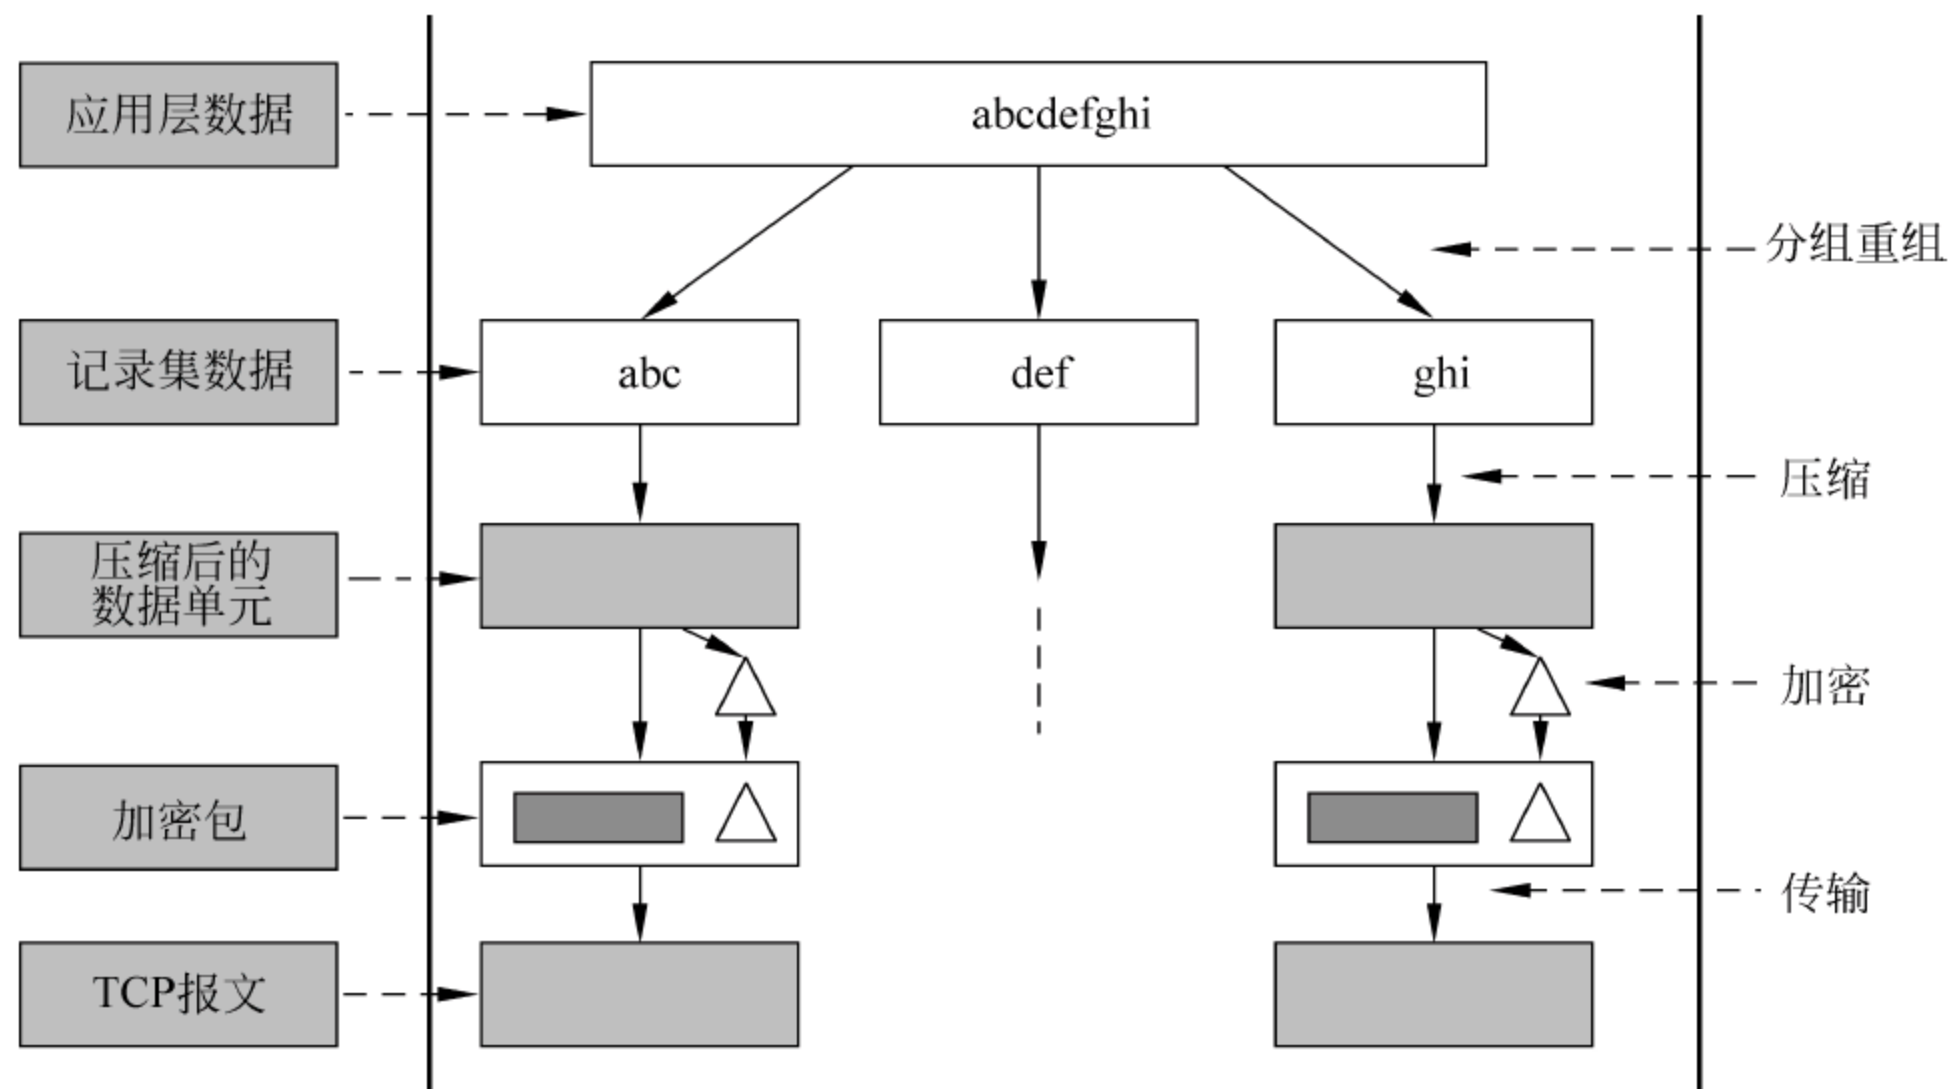 应用层数据
abcdefghi
分组重组
记录集数据
abc
def
ghi
压缩
压缩后的
数据单元
加密
加密包
传输
TCP报文